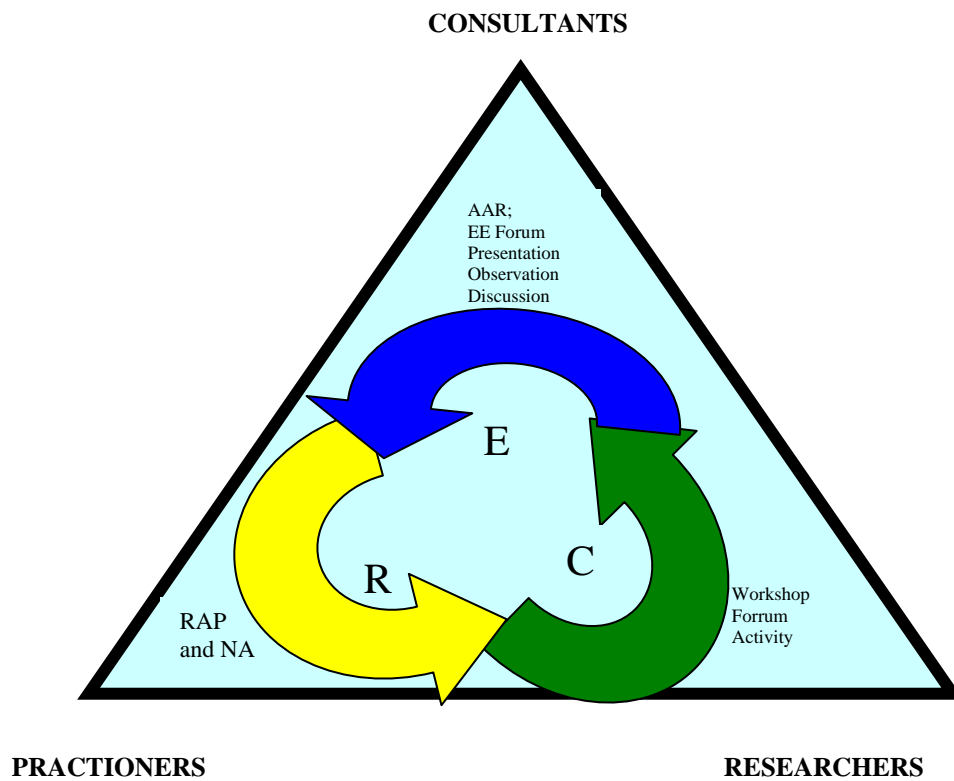 CONSULTANTS
AAR;
EE Forum
Presentation
Observation
Discussion
E
R
C
RAP
and NA
Workshop
Forrum
Activity
PRACTIONERS
RESEARCHERS